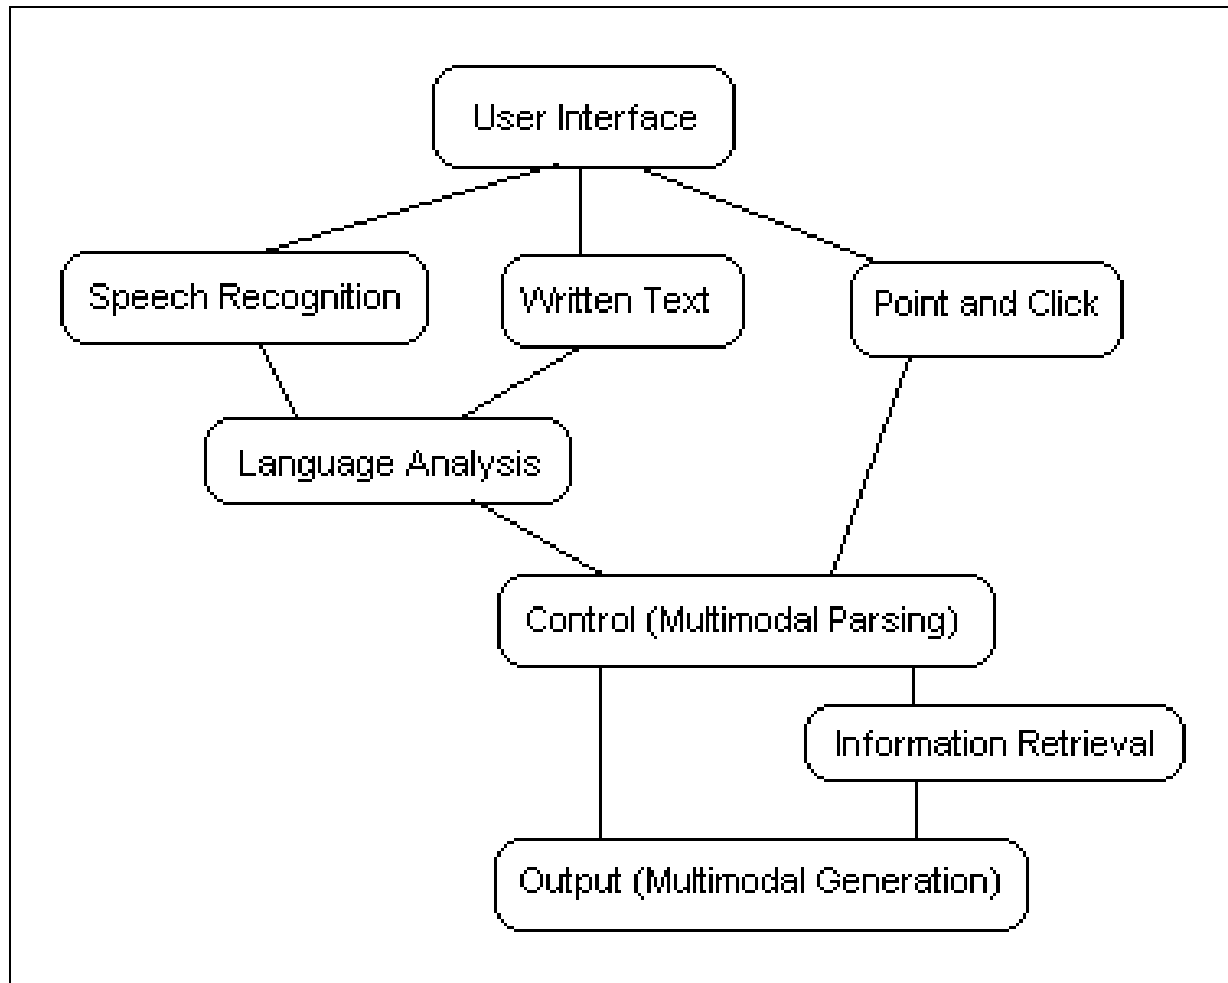 User Interface
Speech Recognition
Written Text
Point and Click
Language Analysis
Control (Multimodal Parsing)
Information Retrieval
Output (Multimodal Generation)